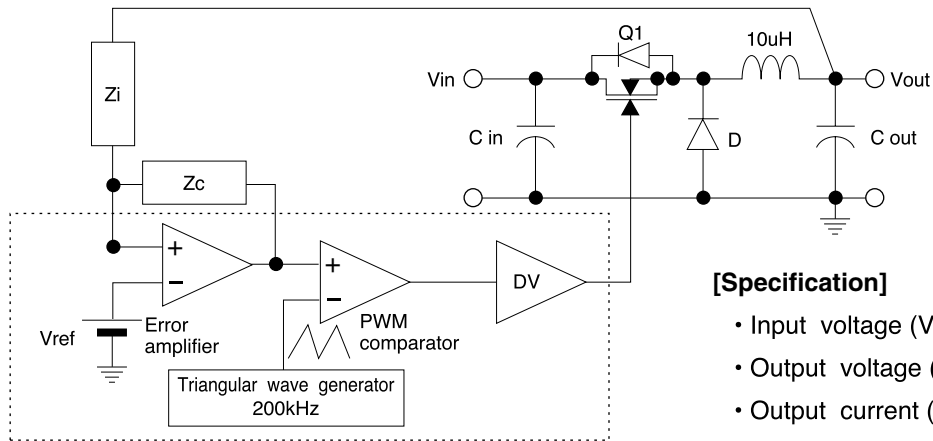 Q1
10uH
Vin
Vout
Zi
C in
D
C out
Zc
+
−
+
−
DV
Vref
Error
amplifier
PWM
comparator
Triangular wave generator
200kHz
[Specification]
• Input voltage (V
• Output voltage (
• Output current (